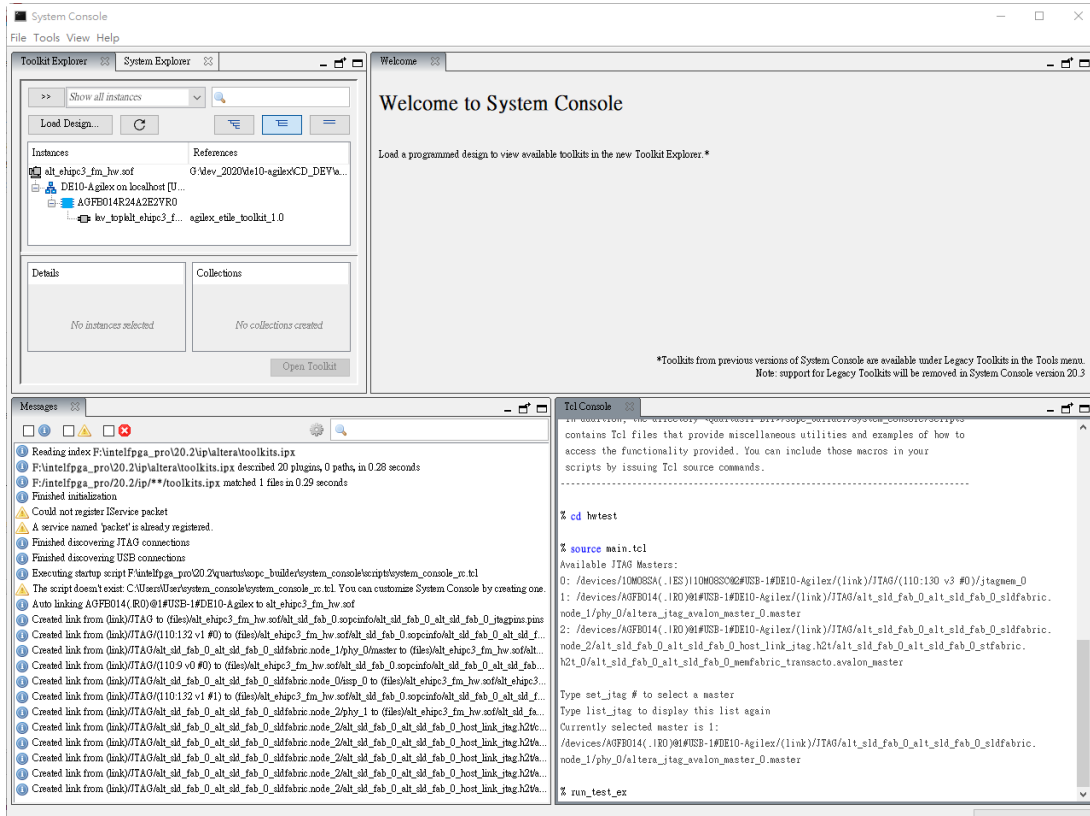 System Console
File Tools View Help
Toolkit Explorer
System Explorer
>> Show all instances
Load Design...
Instances References
alt_ehipc3_fm_hw.sof G:\dev_2020\de10-agilex\CD_DEV\a...
DE10-Agilex on localhost [U...
AGFB014R24A2E2VR0
av_top|alt_ehipc3_f... agilex_etile_toolkit_1.0
Details
No instances selected
Collections
No collections created
Open Toolkit
Welcome
Welcome to System Console
Load a programmed design to view available toolkits in the new Toolkit Explorer.*
*Toolkits from previous versions of System Console are available under Legacy Toolkits in the Tools menu.
Note: support for Legacy Toolkits will be removed in System Console version 20.3
Messages
Reading index F:\intelfpga_pro\20.2\ip\altera\toolkits.ipx
F:\intelfpga_pro\20.2\ip\altera\toolkits.ipx described 20 plugins, 0 paths, in 0.28 seconds
F:/intelfpga_pro/20.2/ip/**/toolkits.ipx matched 1 files in 0.29 seconds
Finished initialization
Could not register IService packet
A service named 'packet' is already registered.
Finished discovering JTAG connections
Finished discovering USB connections
Executing startup script F:\intelfpga_pro\20.2\quartus\sopc_builder\system_console\scripts\system_console_rc.tcl
The script doesn't exist: C:\Users\User\system_console\system_console_rc.tcl. You can customize System Console by creating one.
Auto linking AGFB014(.|R0)@1#USB-1#DE10-Agilex to alt_ehipc3_fm_hw.sof
Created link from (link)/JTAG to (files)/alt_ehipc3_fm_hw.sof/alt_sld_fab_0.sopcinfo/alt_sld_fab_0_alt_sld_fab_0_jtagpins.pins
Created link from (link)/JTAG/(110:132 v1 #0) to (files)/alt_ehipc3_fm_hw.sof/alt_sld_fab_0.sopcinfo/alt_sld_fab_0_alt_sld_f...
Created link from (link)/JTAG/alt_sld_fab_0_alt_sld_fab_0_sldfabric.node_1/phy_0/master to (files)/alt_ehipc3_fm_hw.sof/alt...
Created link from (link)/JTAG/(110:9 v0 #0) to (files)/alt_ehipc3_fm_hw.sof/alt_sld_fab_0.sopcinfo/alt_sld_fab_0_alt_sld_fab...
Created link from (link)/JTAG/alt_sld_fab_0_alt_sld_fab_0_sldfabric.node_0/issp_0 to (files)/alt_ehipc3_fm_hw.sof/alt_ehipc3...
Created link from (link)/JTAG/(110:132 v1 #1) to (files)/alt_ehipc3_fm_hw.sof/alt_sld_fab_0.sopcinfo/alt_sld_fab_0_alt_sld_f...
Created link from (link)/JTAG/alt_sld_fab_0_alt_sld_fab_0_sldfabric.node_2/phy_1 to (files)/alt_ehipc3_fm_hw.sof/alt_sld_fa...
Created link from (link)/JTAG/alt_sld_fab_0_alt_sld_fab_0_sldfabric.node_2/alt_sld_fab_0_alt_sld_fab_0_host_link_jtag.h2t/c...
Created link from (link)/JTAG/alt_sld_fab_0_alt_sld_fab_0_sldfabric.node_2/alt_sld_fab_0_alt_sld_fab_0_host_link_jtag.h2t/a...
Created link from (link)/JTAG/alt_sld_fab_0_alt_sld_fab_0_sldfabric.node_2/alt_sld_fab_0_alt_sld_fab_0_host_link_jtag.h2t/a...
Created link from (link)/JTAG/alt_sld_fab_0_alt_sld_fab_0_sldfabric.node_2/alt_sld_fab_0_alt_sld_fab_0_host_link_jtag.h2t/a...
Created link from (link)/JTAG/alt_sld_fab_0_alt_sld_fab_0_sldfabric.node_2/alt_sld_fab_0_alt_sld_fab_0_host_link_jtag.h2t/a...
Tcl Console
In addition, the directory <QuartusII Dir>/sopc_builder/system_console/scripts
contains Tcl files that provide miscellaneous utilities and examples of how to
access the functionality provided. You can include those macros in your
scripts by issuing Tcl source commands.
-----------------------------------------------------------------------
% cd hwtest
% source main.tcl
Available JTAG Masters:
0: /devices/10M08SA(.|ES)|10M08SC@2#USB-1#DE10-Agilex/(link)/JTAG/(110:130 v3 #0)/jtagmem_0
1: /devices/AGFB014(.|R0)@1#USB-1#DE10-Agilex/(link)/JTAG/alt_sld_fab_0_alt_sld_fab_0_sldfabric.
node_1/phy_0/altera_jtag_avalon_master_0.master
2: /devices/AGFB014(.|R0)@1#USB-1#DE10-Agilex/(link)/JTAG/alt_sld_fab_0_alt_sld_fab_0_sldfabric.
node_2/alt_sld_fab_0_alt_sld_fab_0_host_link_jtag.h2t/alt_sld_fab_0_alt_sld_fab_0_stfabric.
h2t_0/alt_sld_fab_0_alt_sld_fab_0_memfabric_transacto.avalon_master
Type set_jtag # to select a master
Type list_jtag to display this list again
Currently selected master is 1:
/devices/AGFB014(.|R0)@1#USB-1#DE10-Agilex/(link)/JTAG/alt_sld_fab_0_alt_sld_fab_0_sldfabric.
node_1/phy_0/altera_jtag_avalon_master_0.master
% run_test_ex